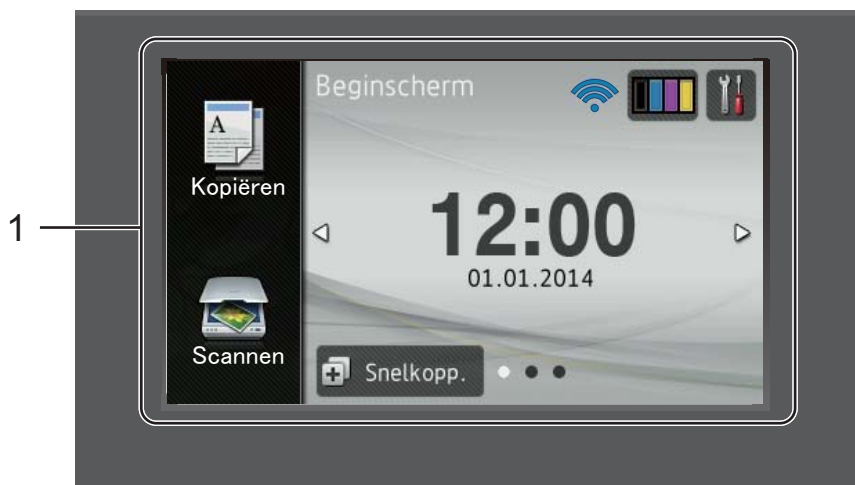 1
Beginscherm
A
Kopiëren
12:00
01.01.2014
Scannen
Snelkopp.